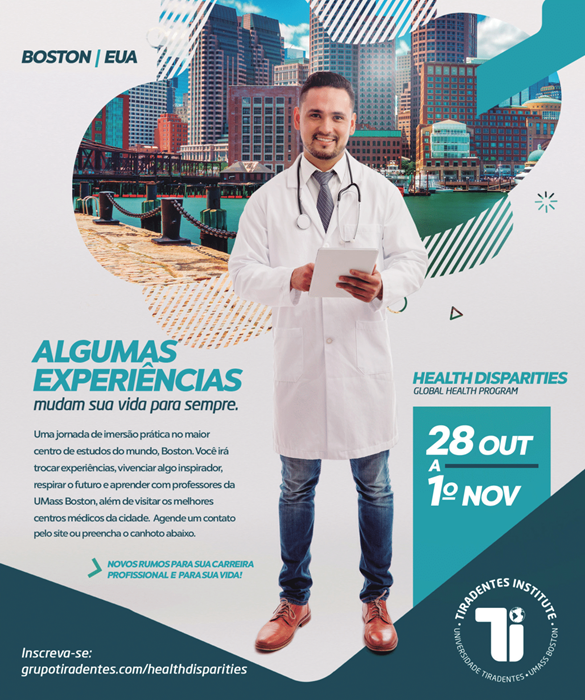 BOSTON | EUA
ALGUMAS
EXPERIÊNCIAS
mudam sua vida para sempre.
Uma jornada de imersão prática no maior
centro de estudos do mundo, Boston. Você irá
trocar experiências, vivenciar algo inspirador,
respirar o futuro e aprender com professores da
UMass Boston, além de visitar os melhores
centros médicos da cidade. Agende um contato
pelo site ou preencha o canhoto abaixo.
NOVOS RUMOS PARA SUA CARREIRA
PROFISSIONAL E PARA SUA VIDA!
HEALTH DISPARITIES
GLOBAL HEALTH PROGRAM
28 OUT
A
1º NOV
Inscreva-se:
grupotiradentes.com/healthdisparities
TIRADENTES INSTITUTE
Ti
UNIVERSIDADE TIRADENTES • UMASS BOSTON